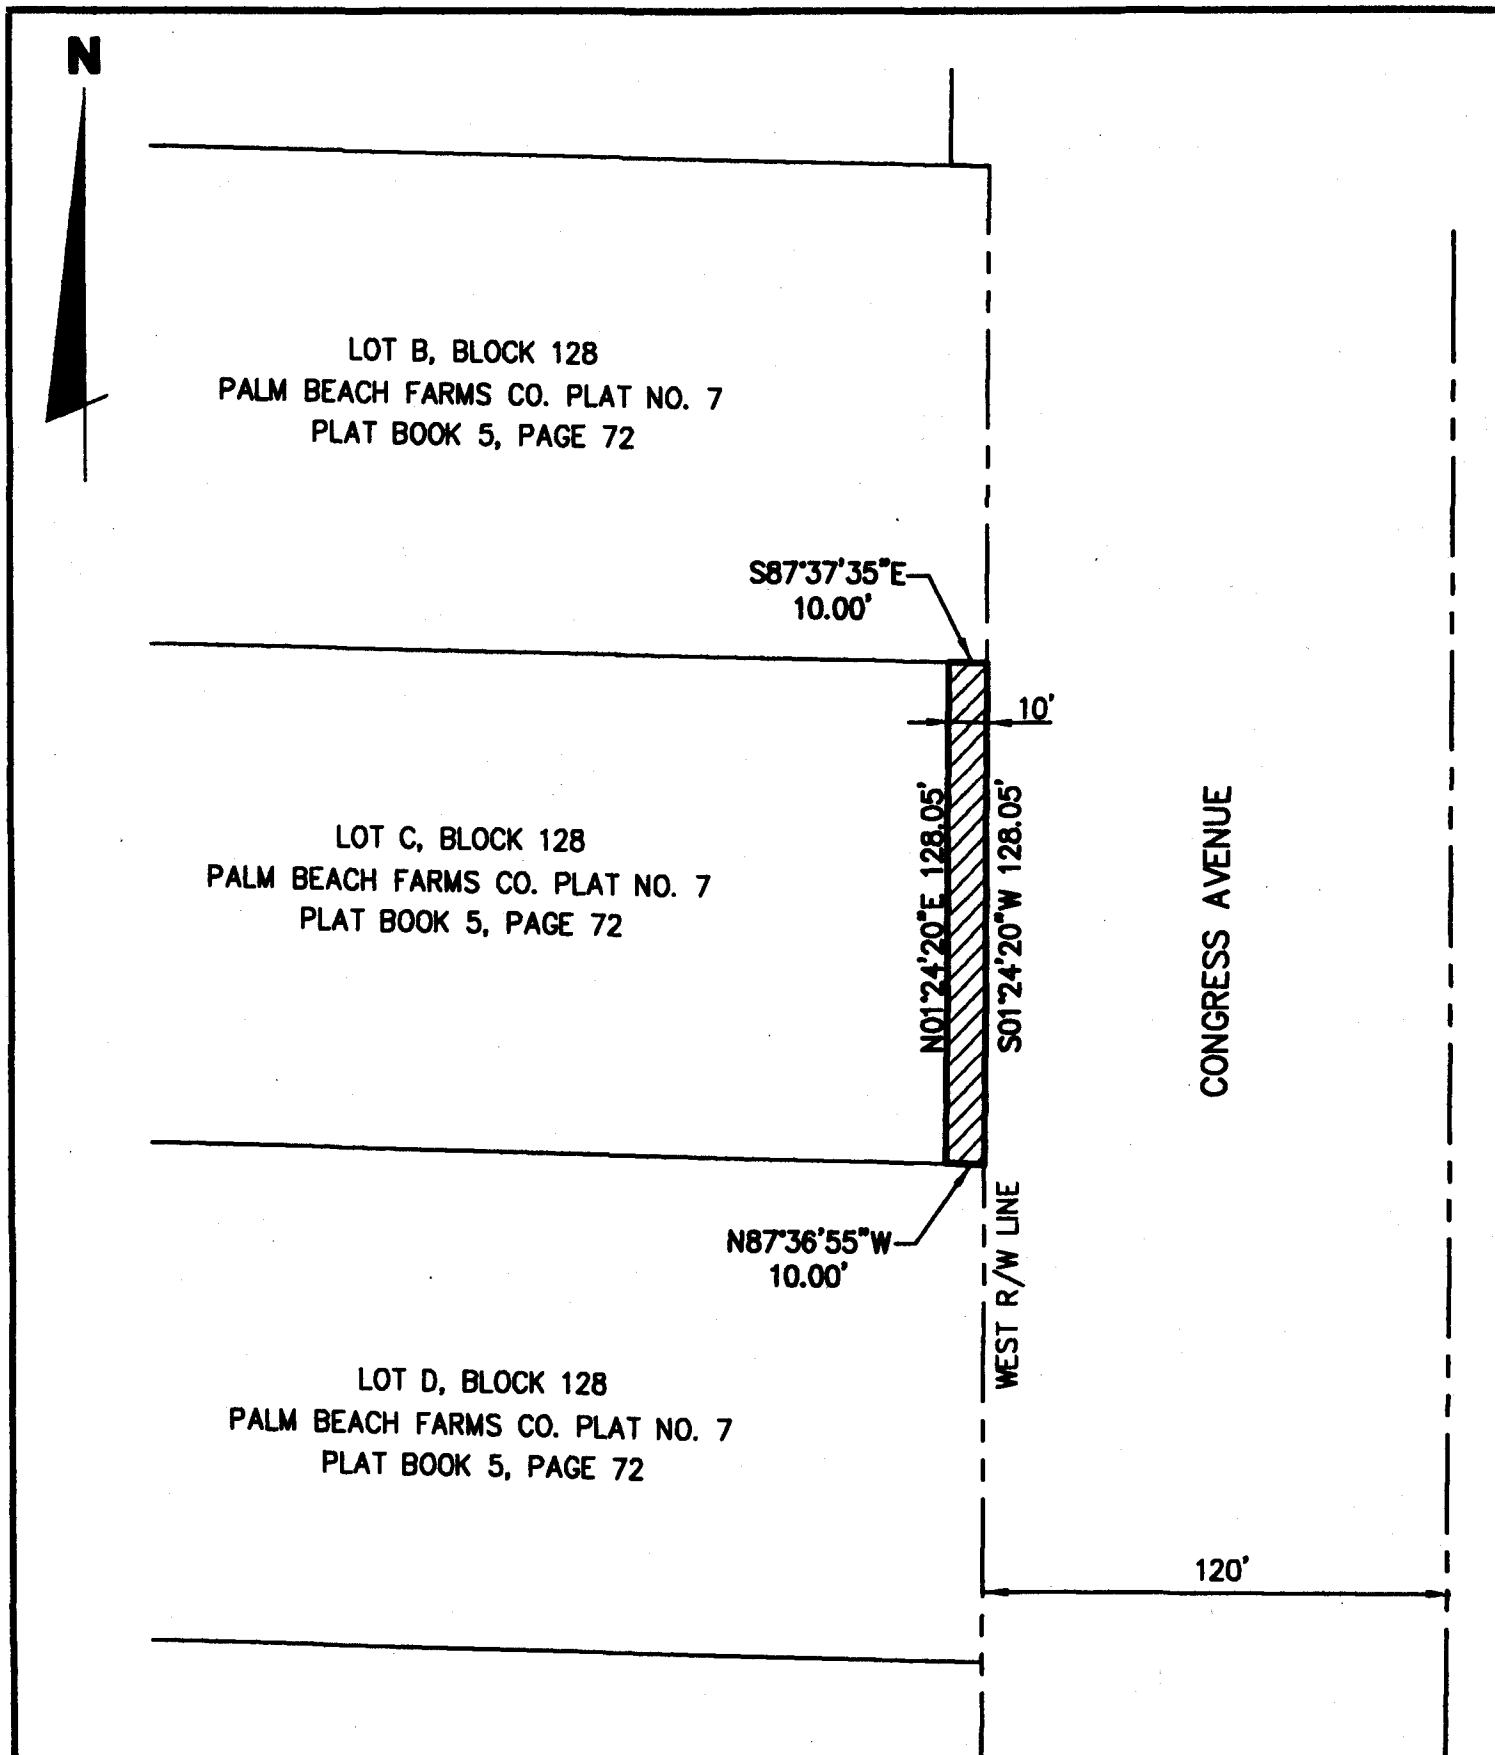 N
LOT B, BLOCK 128
PALM BEACH FARMS CO. PLAT NO. 7
PLAT BOOK 5, PAGE 72
S87°37'35"E
10.00'
10'
LOT C, BLOCK 128
PALM BEACH FARMS CO. PLAT NO. 7
PLAT BOOK 5, PAGE 72
N01°24'20"E 128.05'
S01°24'20"W 128.05'
CONGRESS AVENUE
N87°36'55"W
10.00'
WEST R/W LINE
LOT D, BLOCK 128
PALM BEACH FARMS CO. PLAT NO. 7
PLAT BOOK 5, PAGE 72
120'